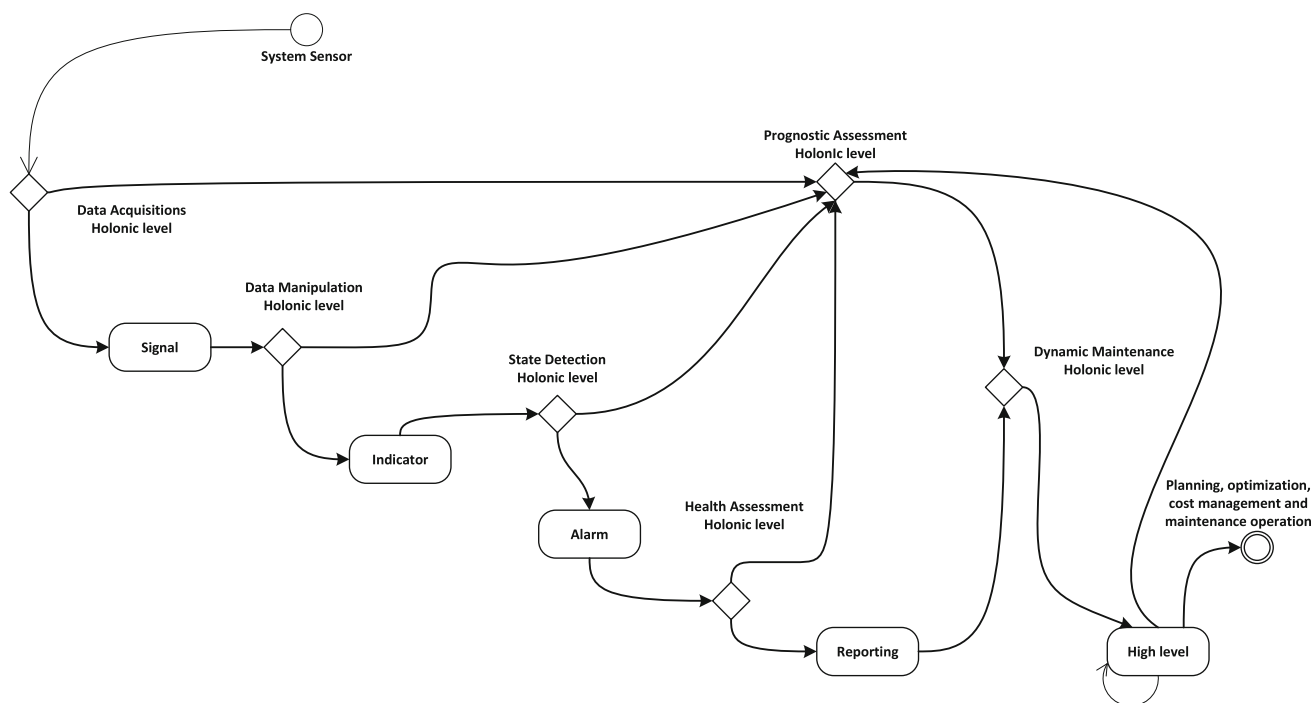 System Sensor
Prognostic Assessment
HolonIc level
Data Acquisitions
Holonic level
Data Manipulation
Holonic level
Signal
State Detection
Holonic level
Dynamic Maintenance
Holonic level
Indicator
Health Assessment
Holonic level
Planning, optimization,
cost management and
maintenance operation
Alarm
Reporting
High level